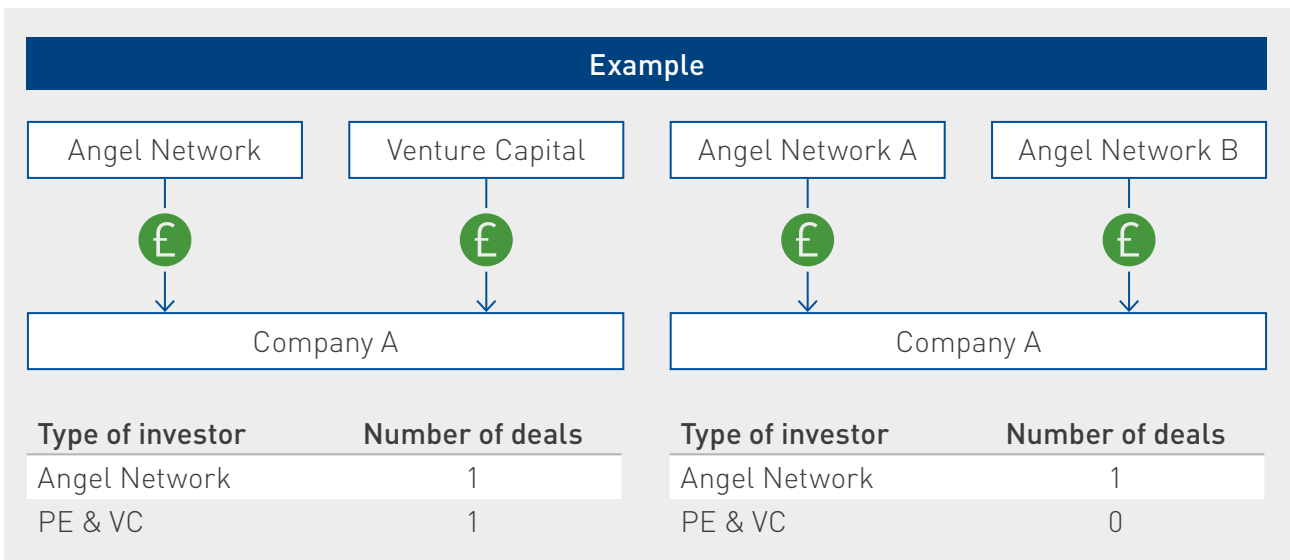 Example
Angel Network
Venture Capital
£
£
Company A
Type of investor Number of deals
Angel Network 1
PE & VC 1
Angel Network A
Angel Network B
£
£
Company A
Type of investor Number of deals
Angel Network 1
PE & VC 0